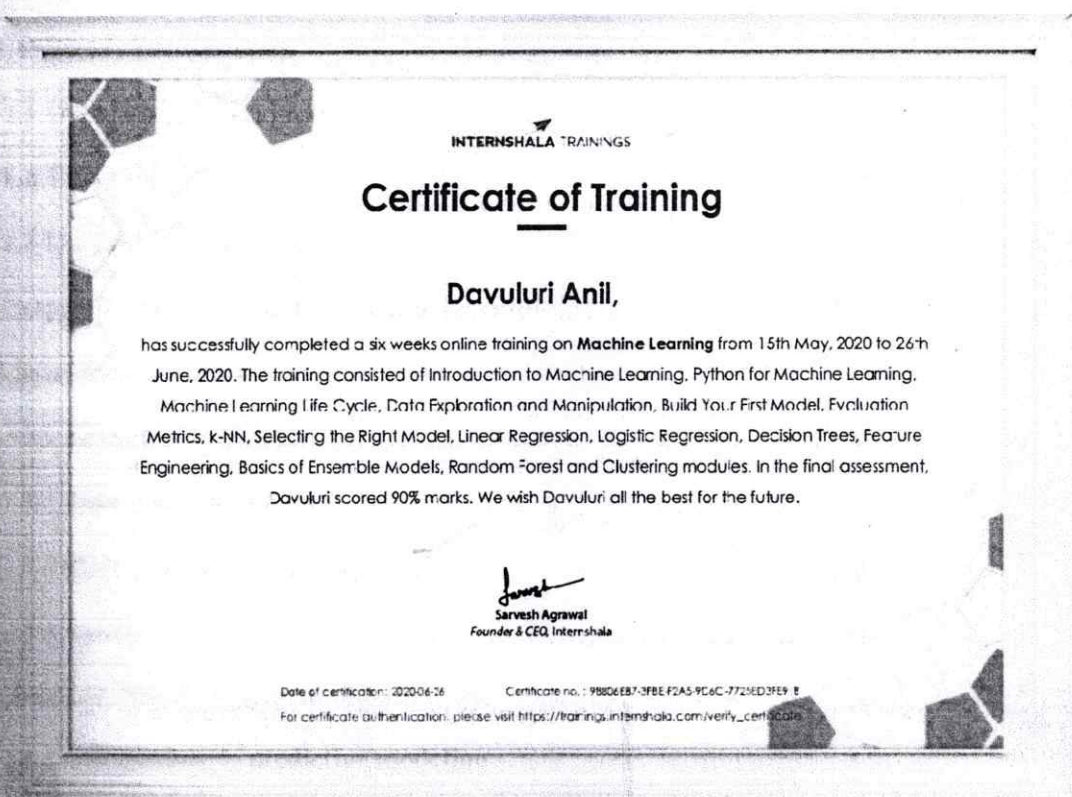 INTERNSHALA TRAININGS
Certificate of Training
Davuluri Anil,
has successfully completed a six weeks online training on Machine Learning from 15th May, 2020 to 26th
June, 2020. The training consisted of Introduction to Machine Learning, Python for Machine Learning,
Machine Learning Life Cycle, Data Exploration and Manipulation, Build Your First Model, Evaluation
Metrics, k-NN, Selecting the Right Model, Linear Regression, Logistic Regression, Decision Trees, Feature
Engineering, Basics of Ensemble Models, Random Forest and Clustering modules. In the final assessment,
Davuluri scored 90% marks. We wish Davuluri all the best for the future.
Sarvesh
Sarvesh Agrawal
Founder & CEO, Internshala
Date of certification: 2020-06-26 Certificate no. :
For certificate authentication, please visit https://trainings.internshala.com/verify_certificate